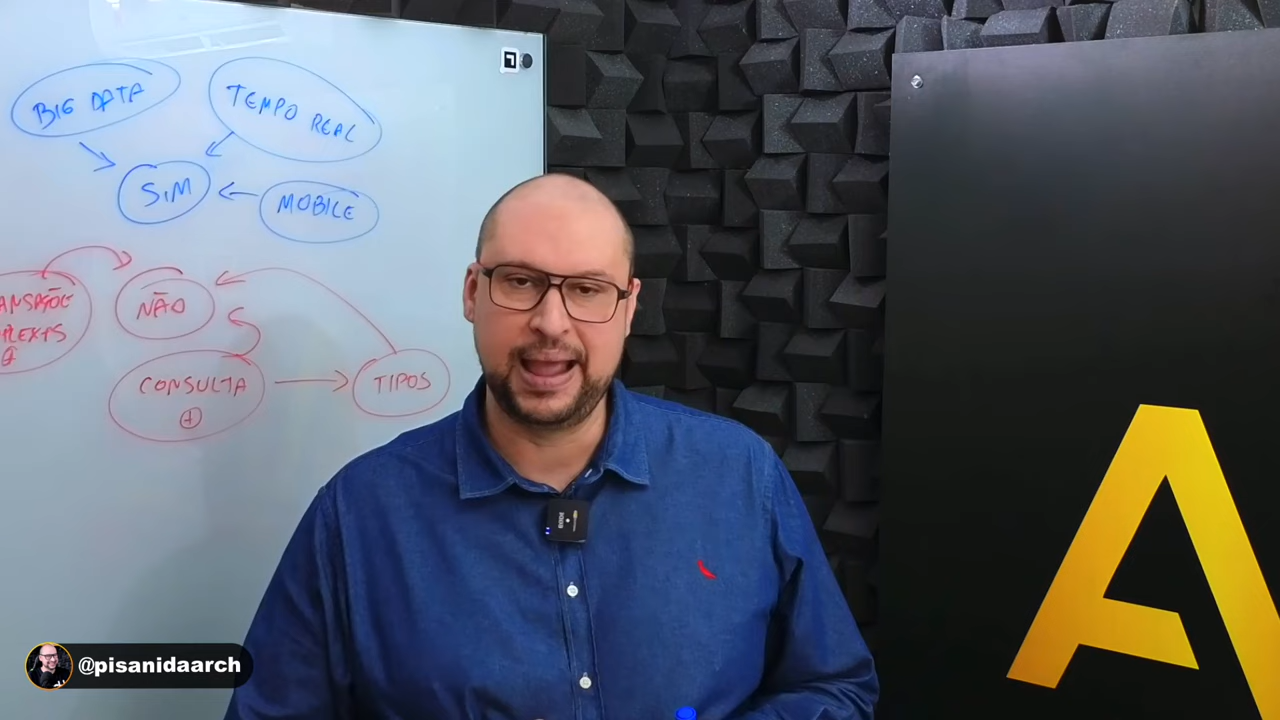 BIG DATA
TEMPO REAL
SIM
MOBILE
NÃO
CONSULTA
TIPOS
@pisanidaarch
A